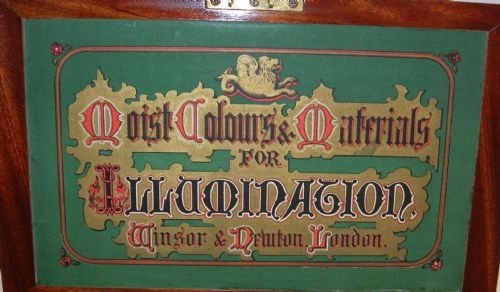 Moist Colours & Materials
FOR
ILLUMINATION,
Winsor & Newton London.